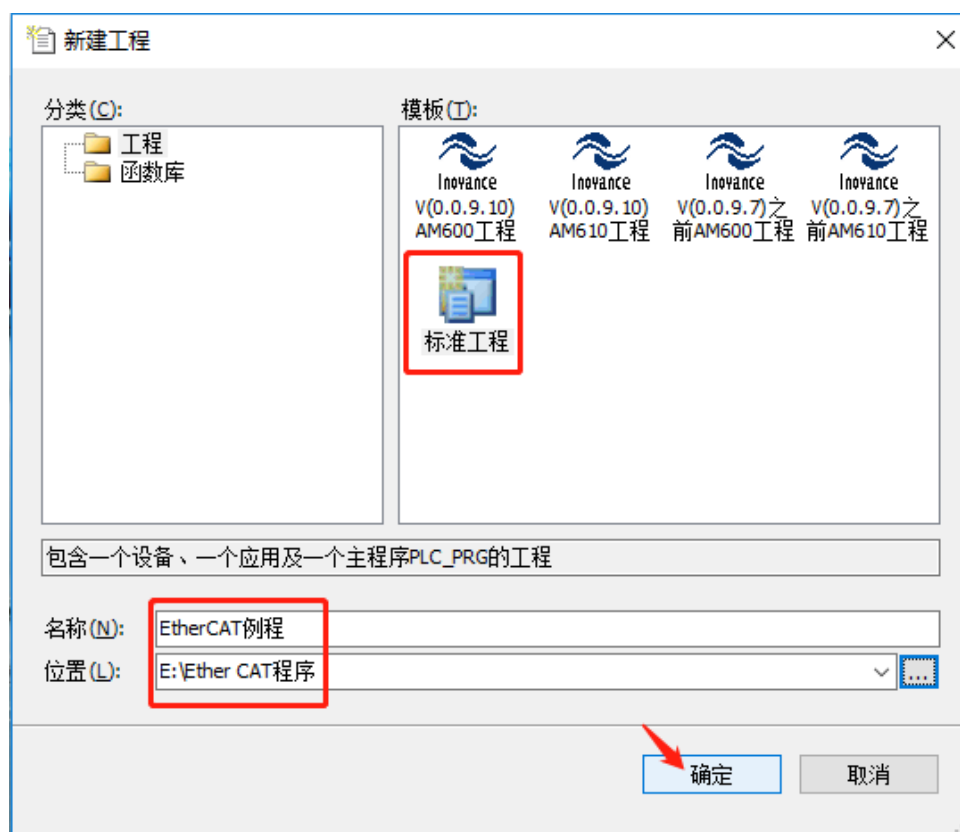 新建工程
分类(C):
模板(T):
工程
函数库
Inovance
V(0.0.9.10)
AM600工程
Inovance
V(0.0.9.10)
AM610工程
Inovance
V(0.0.9.7)之
前AM600工程
Inovance
V(0.0.9.7)之
前AM610工程
标准工程
包含一个设备、一个应用及一个主程序PLC_PRG的工程
名称(N):
EtherCAT例程
位置(L):
E:\Ether CAT程序
...
确定
取消